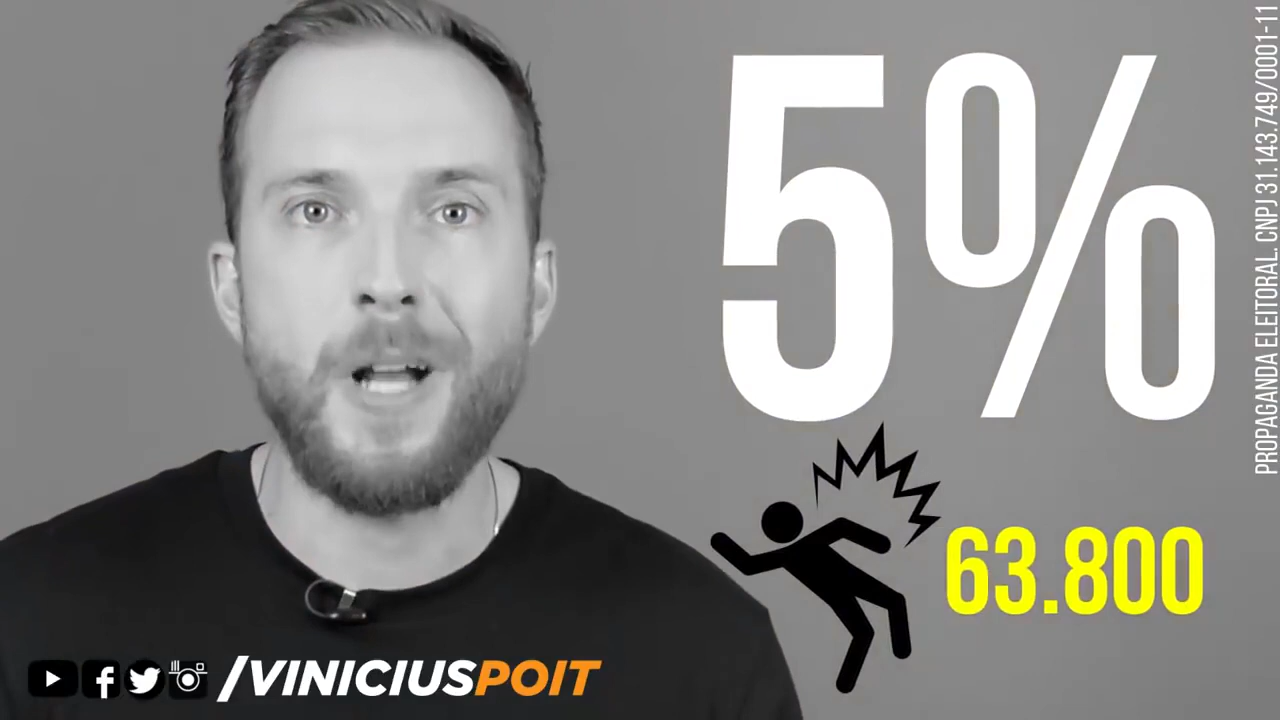 5%
63.800
/VINICIUSPOIT
PROPAGANDA ELEITORAL CNPJ 31.143.749/0001-11